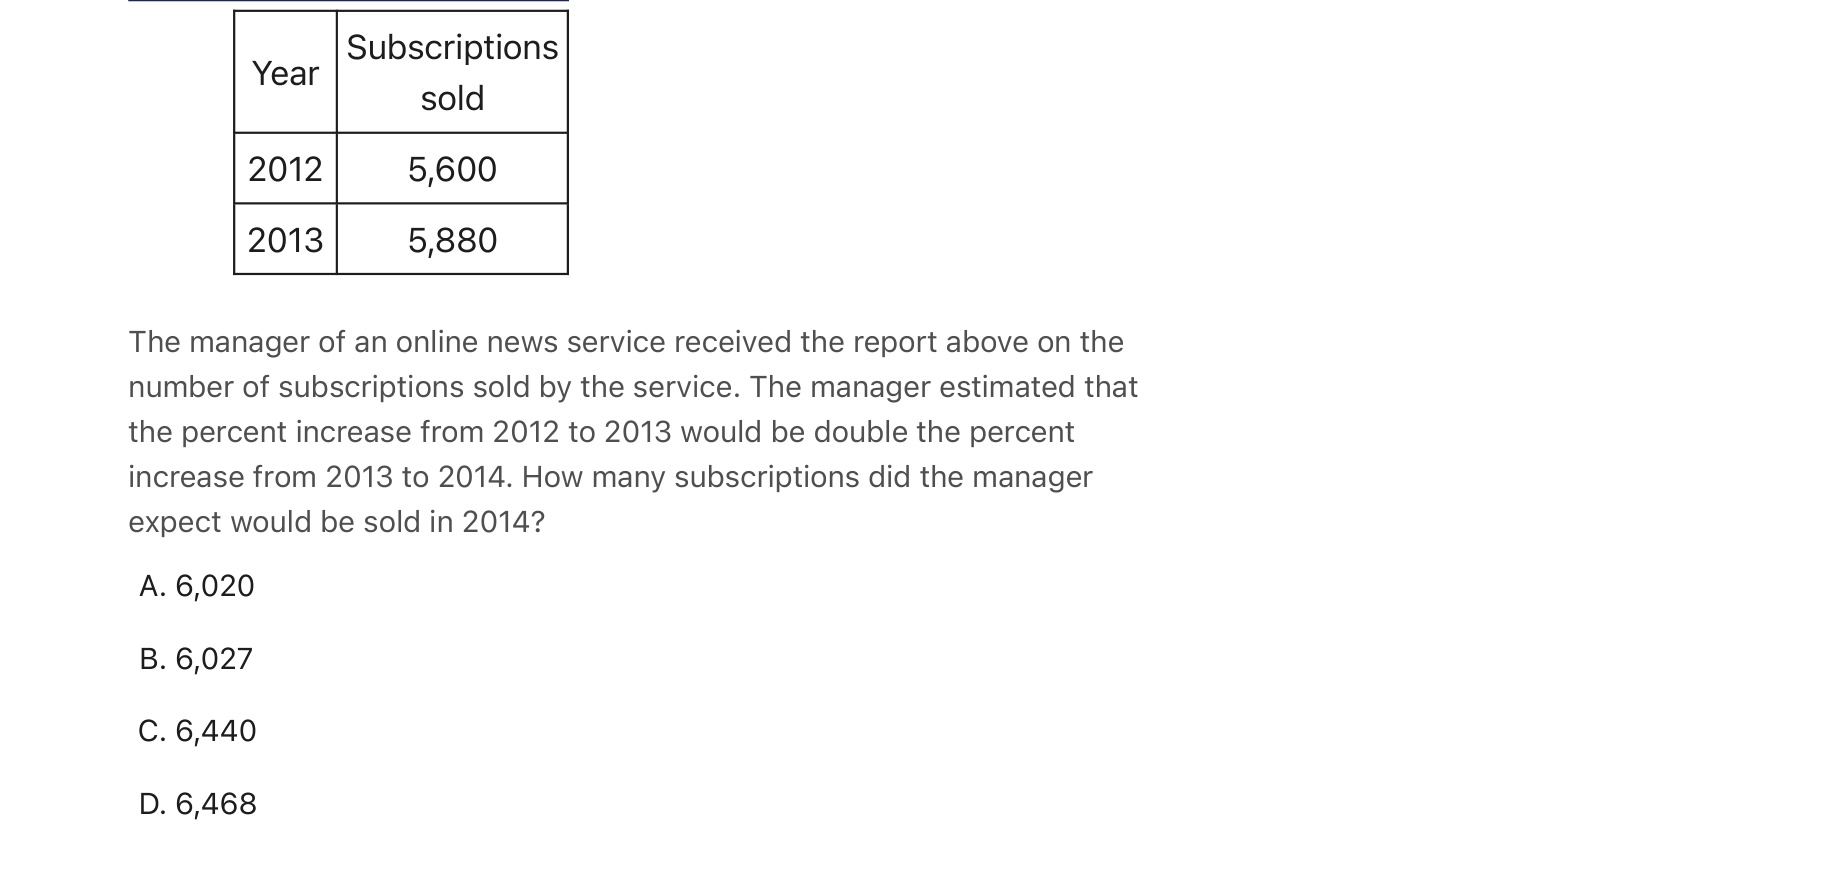 Year
Subscriptions
sold
2012 5,600
2013 5,880
The manager of an online news service received the report above on the
number of subscriptions sold by the service. The manager estimated that
the percent increase from 2012 to 2013 would be double the percent
increase from 2013 to 2014. How many subscriptions did the manager
expect would be sold in 2014?
A. 6,020
B. 6,027
C. 6,440
D. 6,468